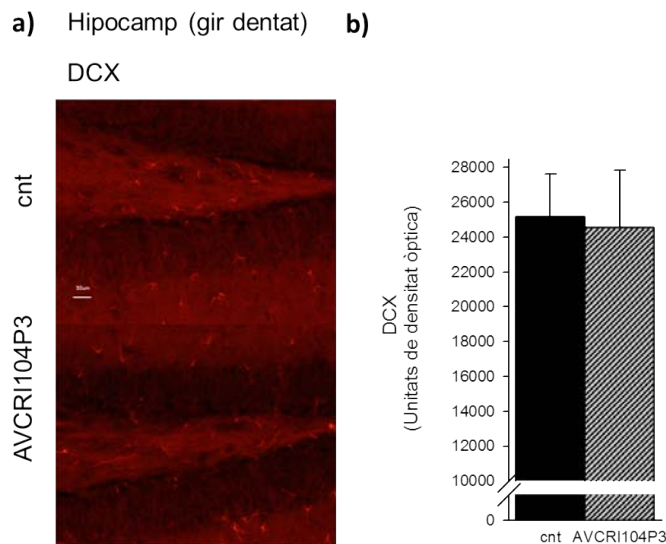 a) Hipocamp (gir dentat)
DCX
cnt
AVCRI104P3
50µm
b)
DCX
(Unitats de densitat òptica)
28000
26000
24000
22000
20000
18000
16000
14000
12000
10000
0
cnt AVCRI104P3